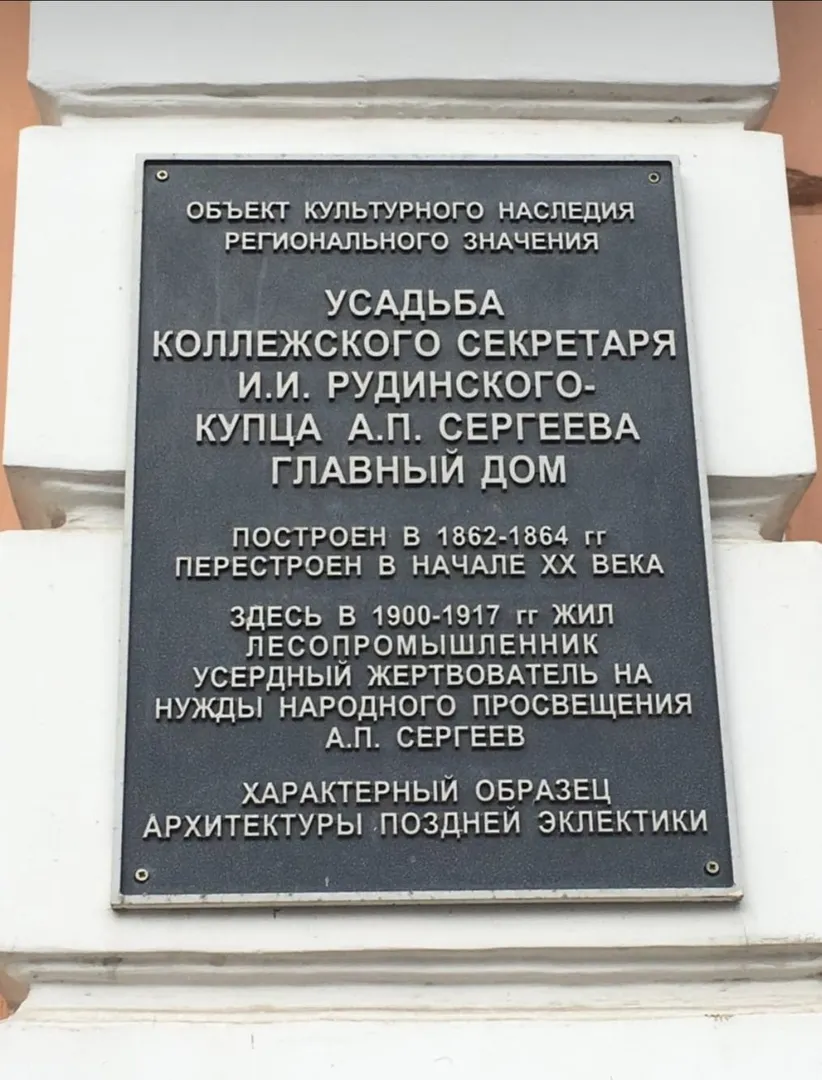 ОБЪЕКТ КУЛЬТУРНОГО НАСЛЕДИЯ
РЕГИОНАЛЬНОГО ЗНАЧЕНИЯ
УСАДЬБА
КОЛЛЕЖСКОГО СЕКРЕТАРЯ
И.И. РУДИНСКОГО-
КУПЦА А.П. СЕРГЕЕВА
ГЛАВНЫЙ ДОМ
ПОСТРОЕН В 1862-1864 гг
ПЕРЕСТРОЕН В НАЧАЛЕ XX ВЕКА
ЗДЕСЬ В 1900-1917 гг ЖИЛ
ЛЕСОПРОМЫШЛЕННИК
УСЕРДНЫЙ ЖЕРТВОВАТЕЛЬ НА
НУЖДЫ НАРОДНОГО ПРОСВЕЩЕНИЯ
А.П. СЕРГЕЕВ
ХАРАКТЕРНЫЙ ОБРАЗЕЦ
АРХИТЕКТУРЫ ПОЗДНЕЙ ЭКЛЕКТИКИ